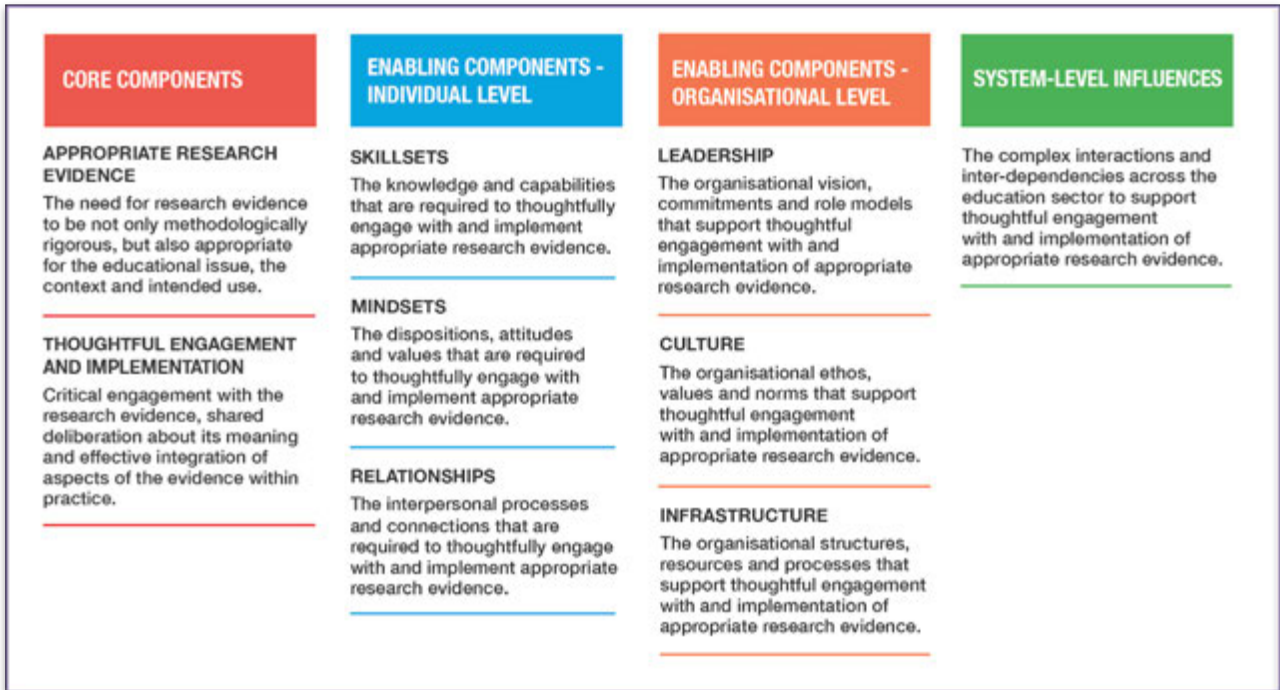 CORE COMPONENTS
APPROPRIATE RESEARCH
EVIDENCE
The need for research evidence
to be not only methodologically
rigorous, but also appropriate
for the educational issue, the
context and intended use.
THOUGHTFUL ENGAGEMENT
AND IMPLEMENTATION
Critical engagement with the
research evidence, shared
deliberation about its meaning
and effective integration of
aspects of the evidence within
practice.
ENABLING COMPONENTS -
INDIVIDUAL LEVEL
SKILLSETS
The knowledge and capabilities
that are required to thoughtfully
engage with and implement
appropriate research evidence.
MINDSETS
The dispositions, attitudes
and values that are required
to thoughtfully engage with
and implement appropriate
research evidence.
RELATIONSHIPS
The interpersonal processes
and connections that are
required to thoughtfully engage
with and implement appropriate
research evidence.
ENABLING COMPONENTS -
ORGANISATIONAL LEVEL
LEADERSHIP
The organisational vision,
commitments and role models
that support thoughtful
engagement with and
implementation of appropriate
research evidence.
CULTURE
The organisational ethos,
values and norms that support
thoughtful engagement
with and implementation of
appropriate research evidence.
INFRASTRUCTURE
The organisational structures,
resources and processes that
support thoughtful engagement
with and implementation of
appropriate research evidence.
SYSTEM-LEVEL INFLUENCES
The complex interactions and
inter-dependencies across the
education sector to support
thoughtful engagement
with and implementation of
appropriate research evidence.